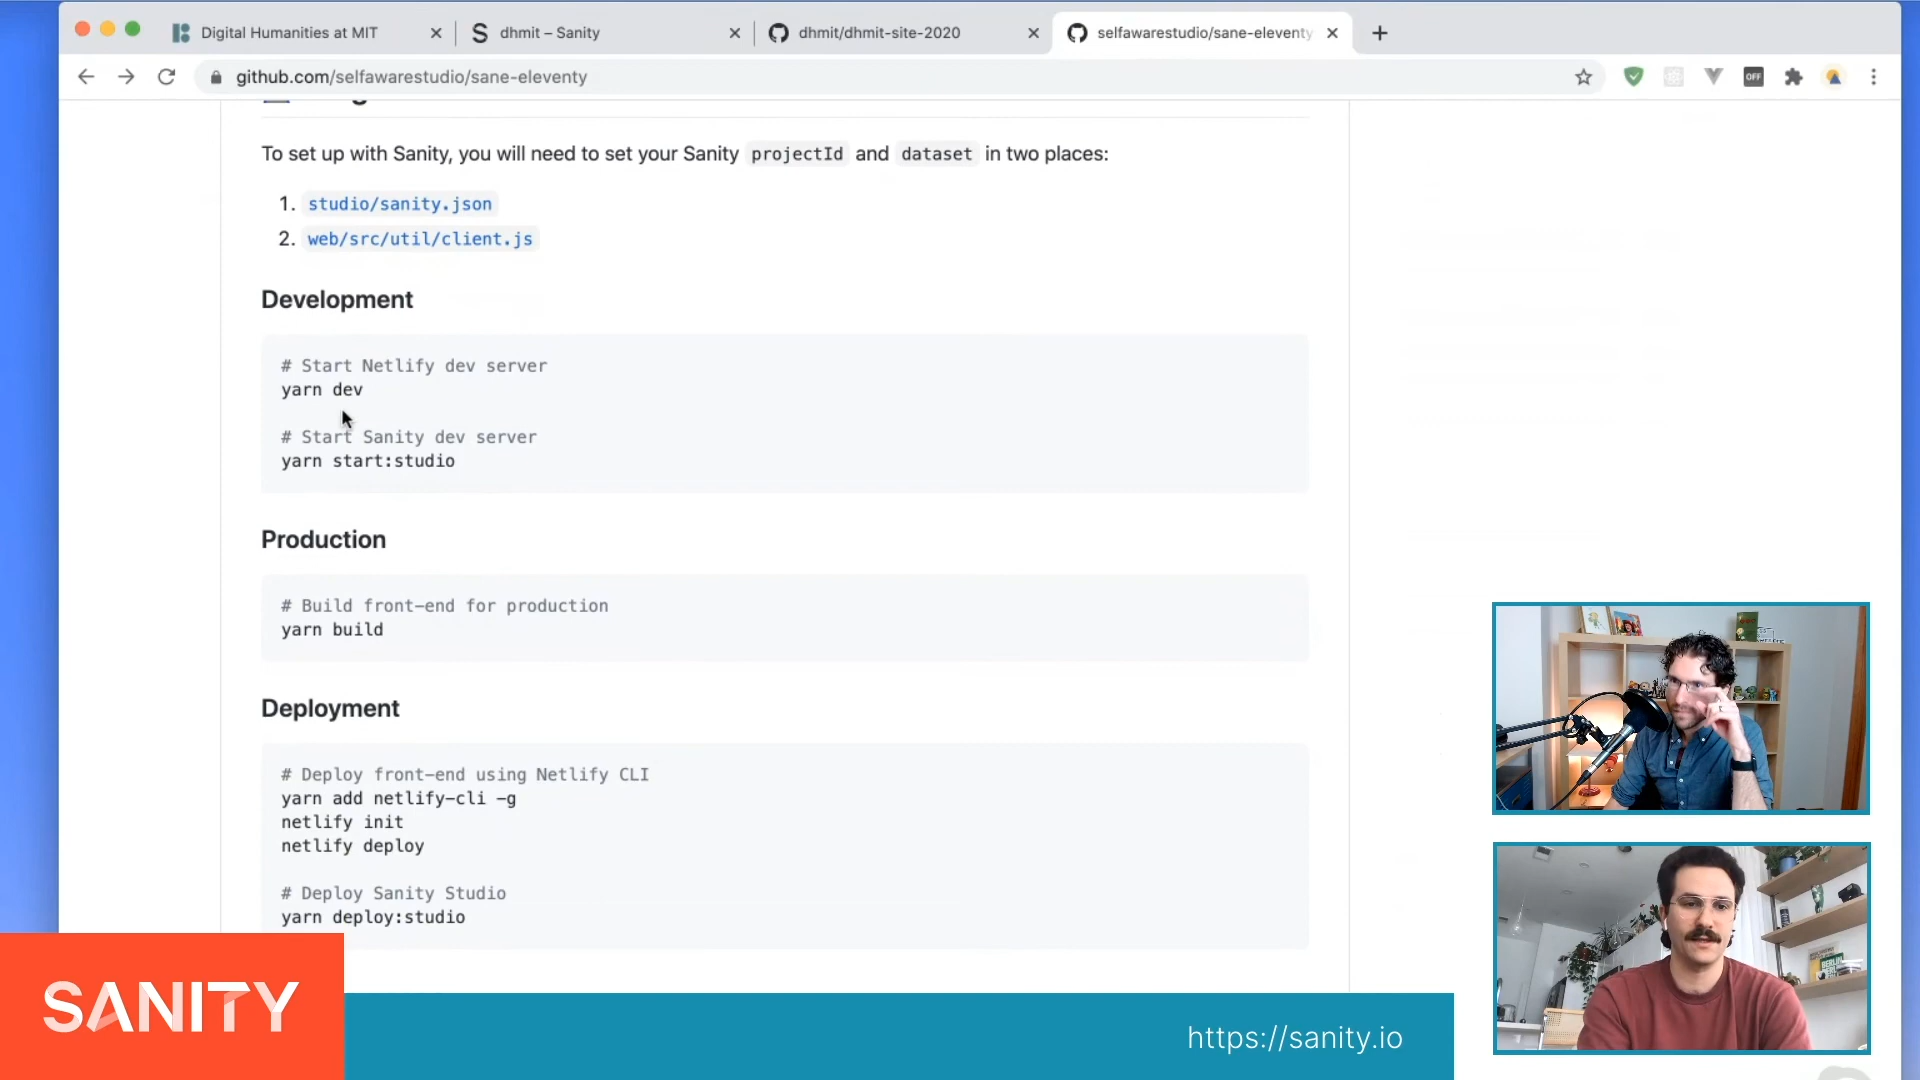 Digital Humanities at MIT
dhmit – Sanity
dhmit/dhmit-site-2020
selfawarestudio/sane-eleventy
github.com/selfawarestudio/sane-eleventy
OFF
To set up with Sanity, you will need to set your Sanity projectId and dataset in two places:
1. studio/sanity.json
2. web/src/util/client.js
Development
# Start Netlify dev server
yarn dev
# Start Sanity dev server
yarn start:studio
Production
# Build front-end for production
yarn build
Deployment
# Deploy front-end using Netlify CLI
yarn add netlify-cli -g
netlify init
netlify deploy
# Deploy Sanity Studio
yarn deploy:studio
SANITY
https://sanity.io